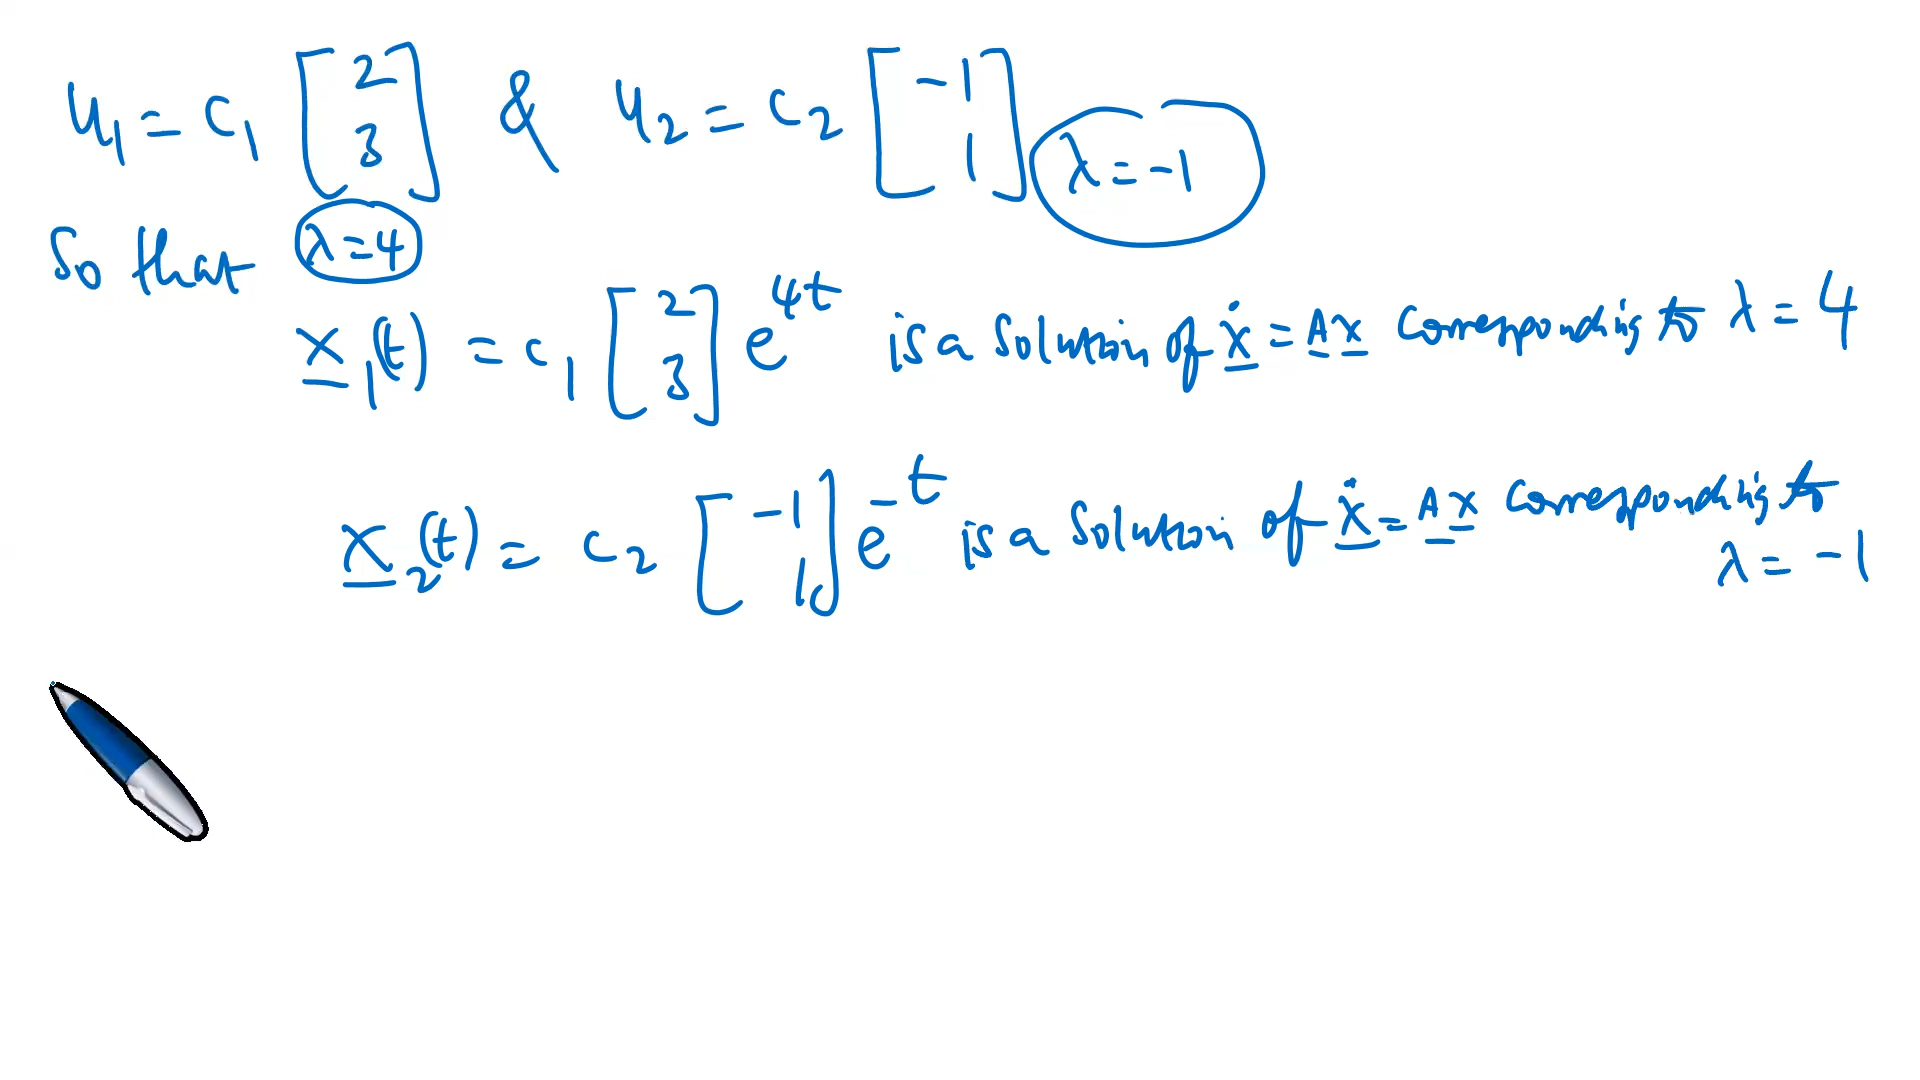 u₁ = c₁ [2 3] & u₂ = c₂ [-1 1] λ = -1
So that λ = 4
x₁(t) = c₁ [2 3] e^{4t} is a solution of ẋ = Ax corresponding to λ = 4
x₂(t) = c₂ [-1 1] e^{-t} is a solution of ẋ = Ax corresponding to
λ = -1